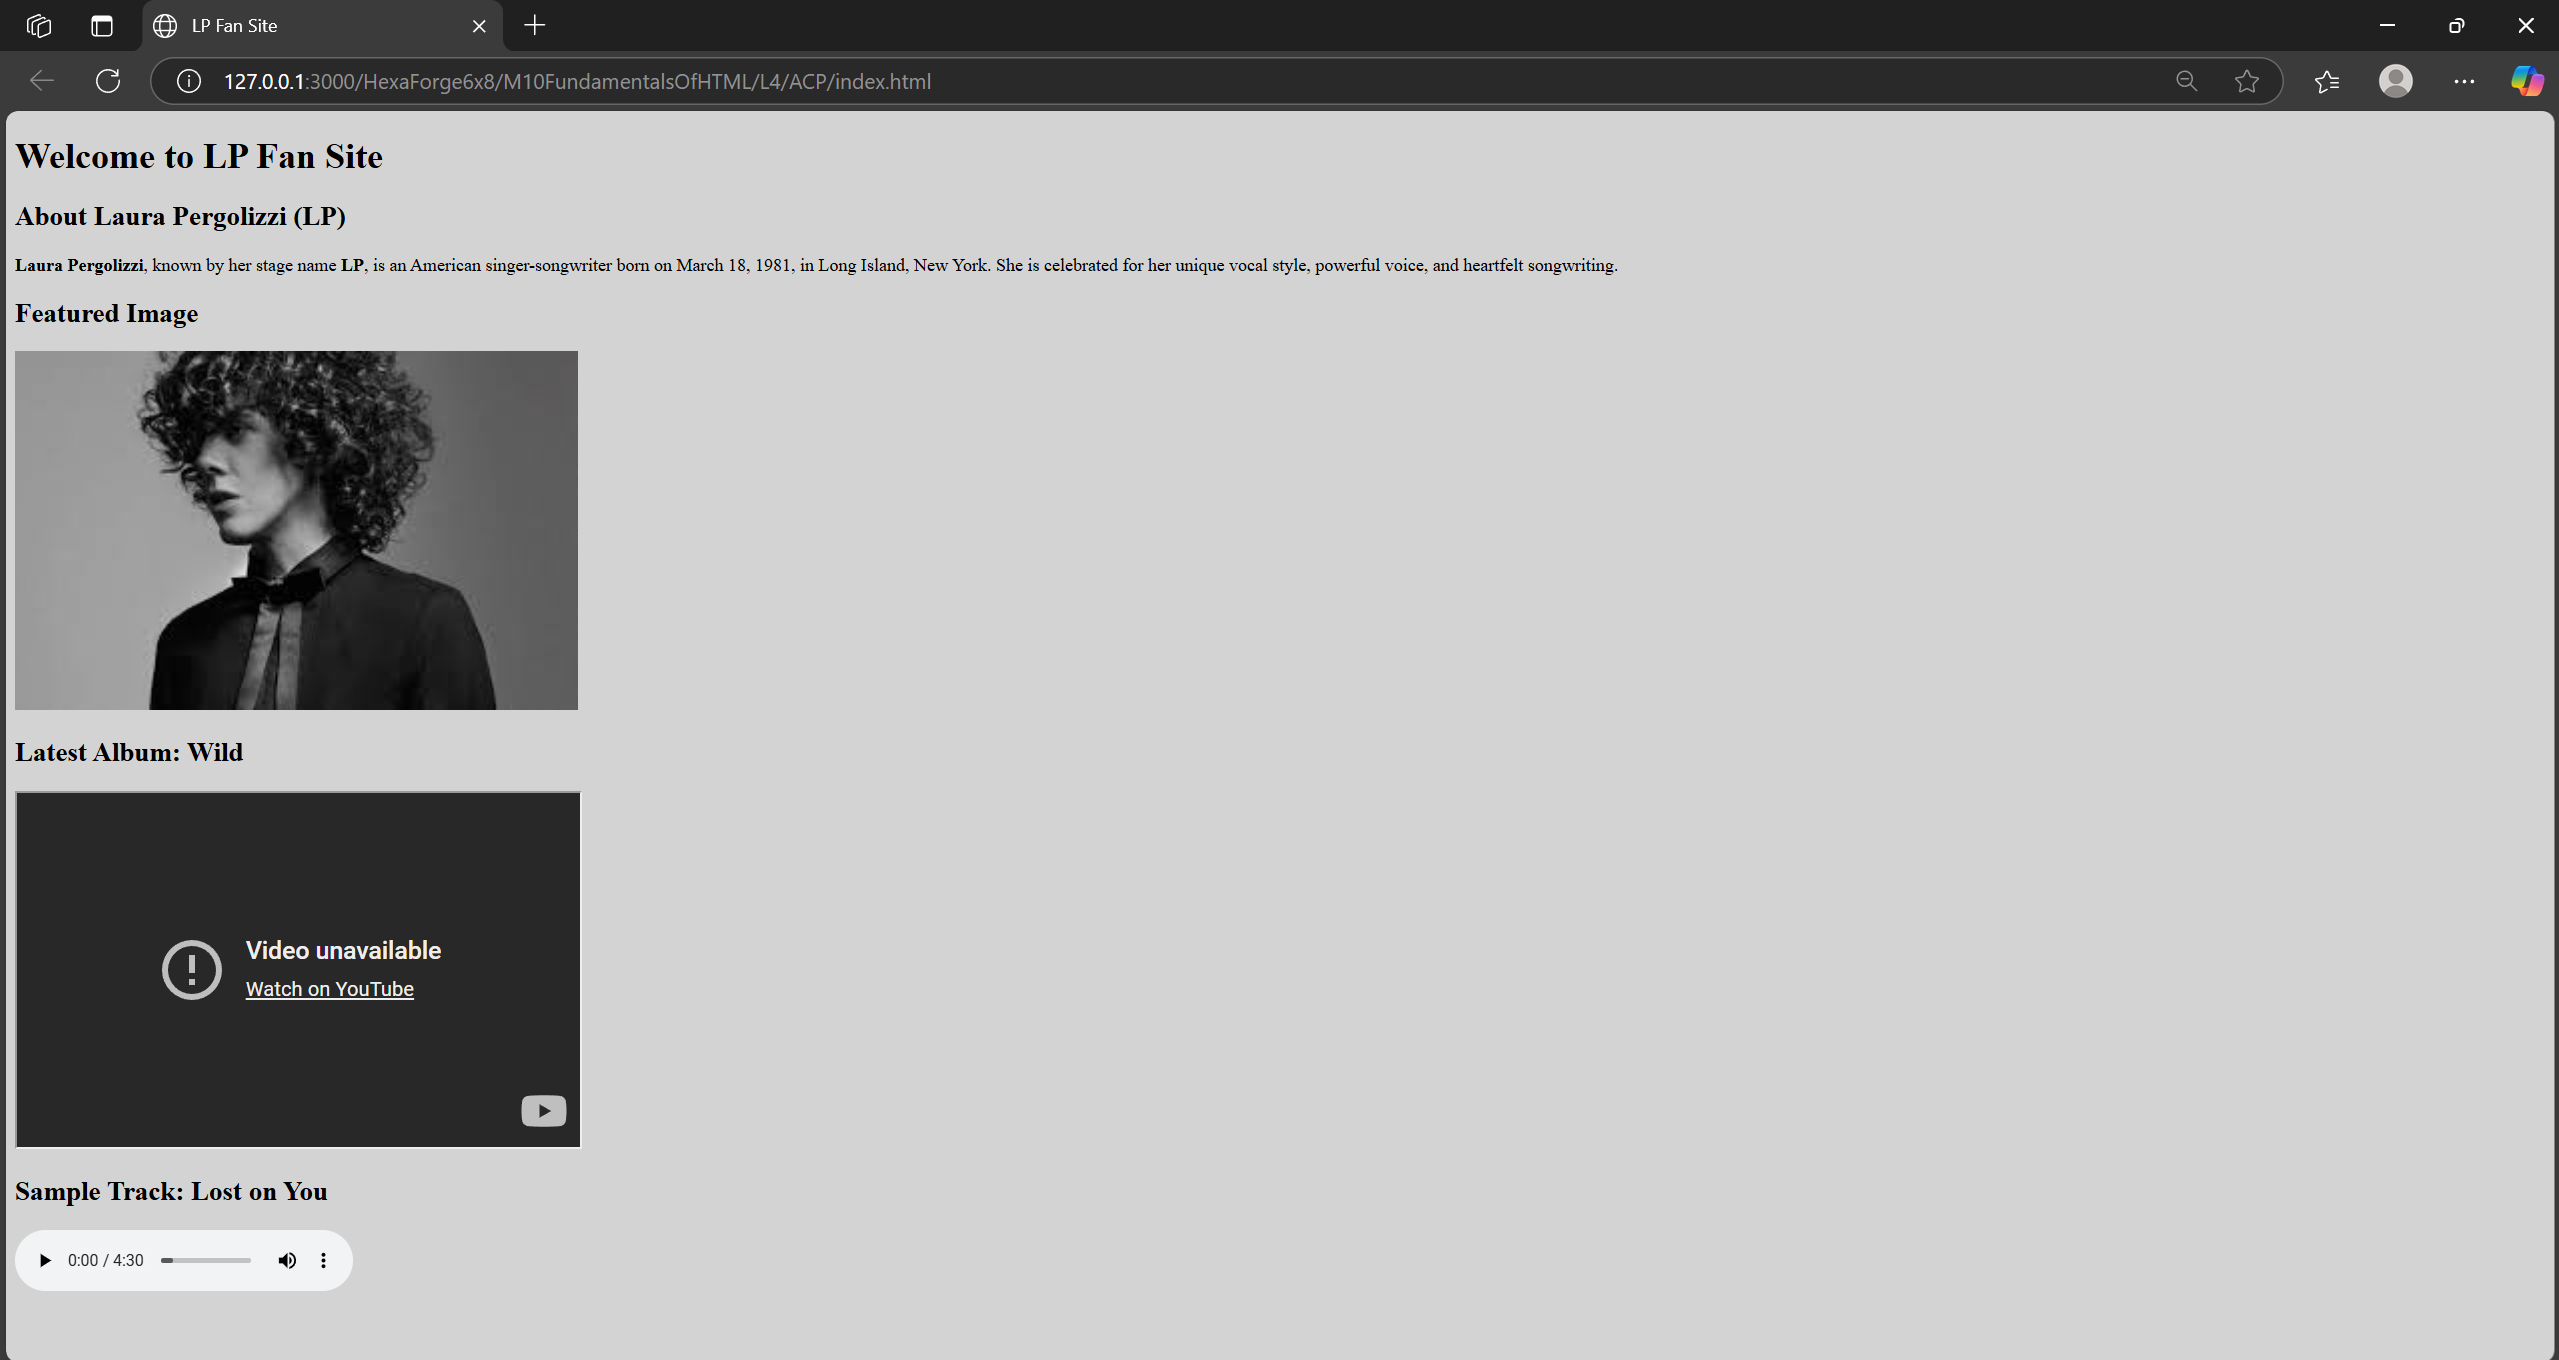 LP Fan Site
127.0.0.1:3000/HexaForge6x8/M10FundamentalsOfHTML/L4/ACP/index.html
Welcome to LP Fan Site
About Laura Pergolizzi (LP)
Laura Pergolizzi, known by her stage name LP, is an American singer-songwriter born on March 18, 1981, in Long Island, New York. She is celebrated for her unique vocal style, powerful voice, and heartfelt songwriting.
Featured Image
Latest Album: Wild
Video unavailable
Watch on YouTube
Sample Track: Lost on You
0:00 / 4:30